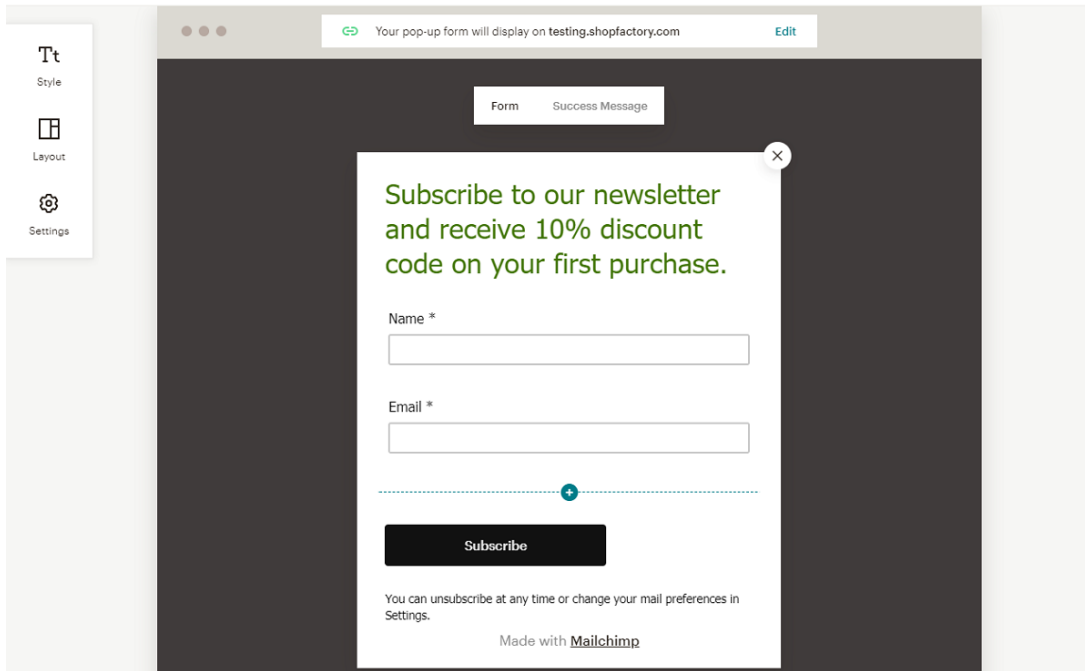 Your pop-up form will display on testing.shopfactory.com Edit
Tt
Style
Layout
Settings
Form Success Message
Subscribe to our newsletter
and receive 10% discount
code on your first purchase.
Name *
Email *
Subscribe
You can unsubscribe at any time or change your mail preferences in
Settings.
Made with Mailchimp